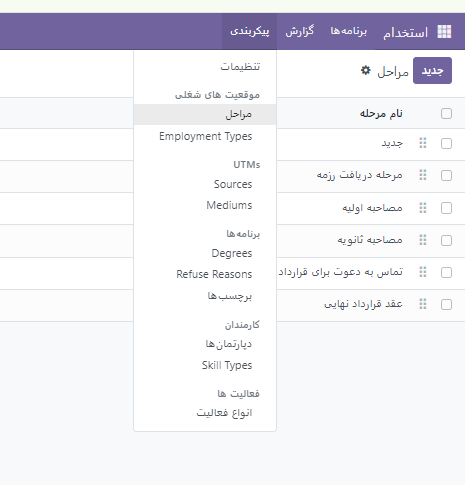 استخدام برنامه‌ها گزارش پیکربندی
جدید مراحل
نام مرحله
جدید
مرحله دریافت رزمه
مصاحبه اولیه
مصاحبه ثانویه
تماس به دعوت برای قرارداد
عقد قرارداد نهایی
تنظیمات
موقعیت های شغلی
مراحل
Employment Types
UTMs
Sources
Mediums
برنامه‌ها
Degrees
Refuse Reasons
برچسب‌ها
کارمندان
دپارتمان‌ها
Skill Types
فعالیت ها
انواع فعالیت